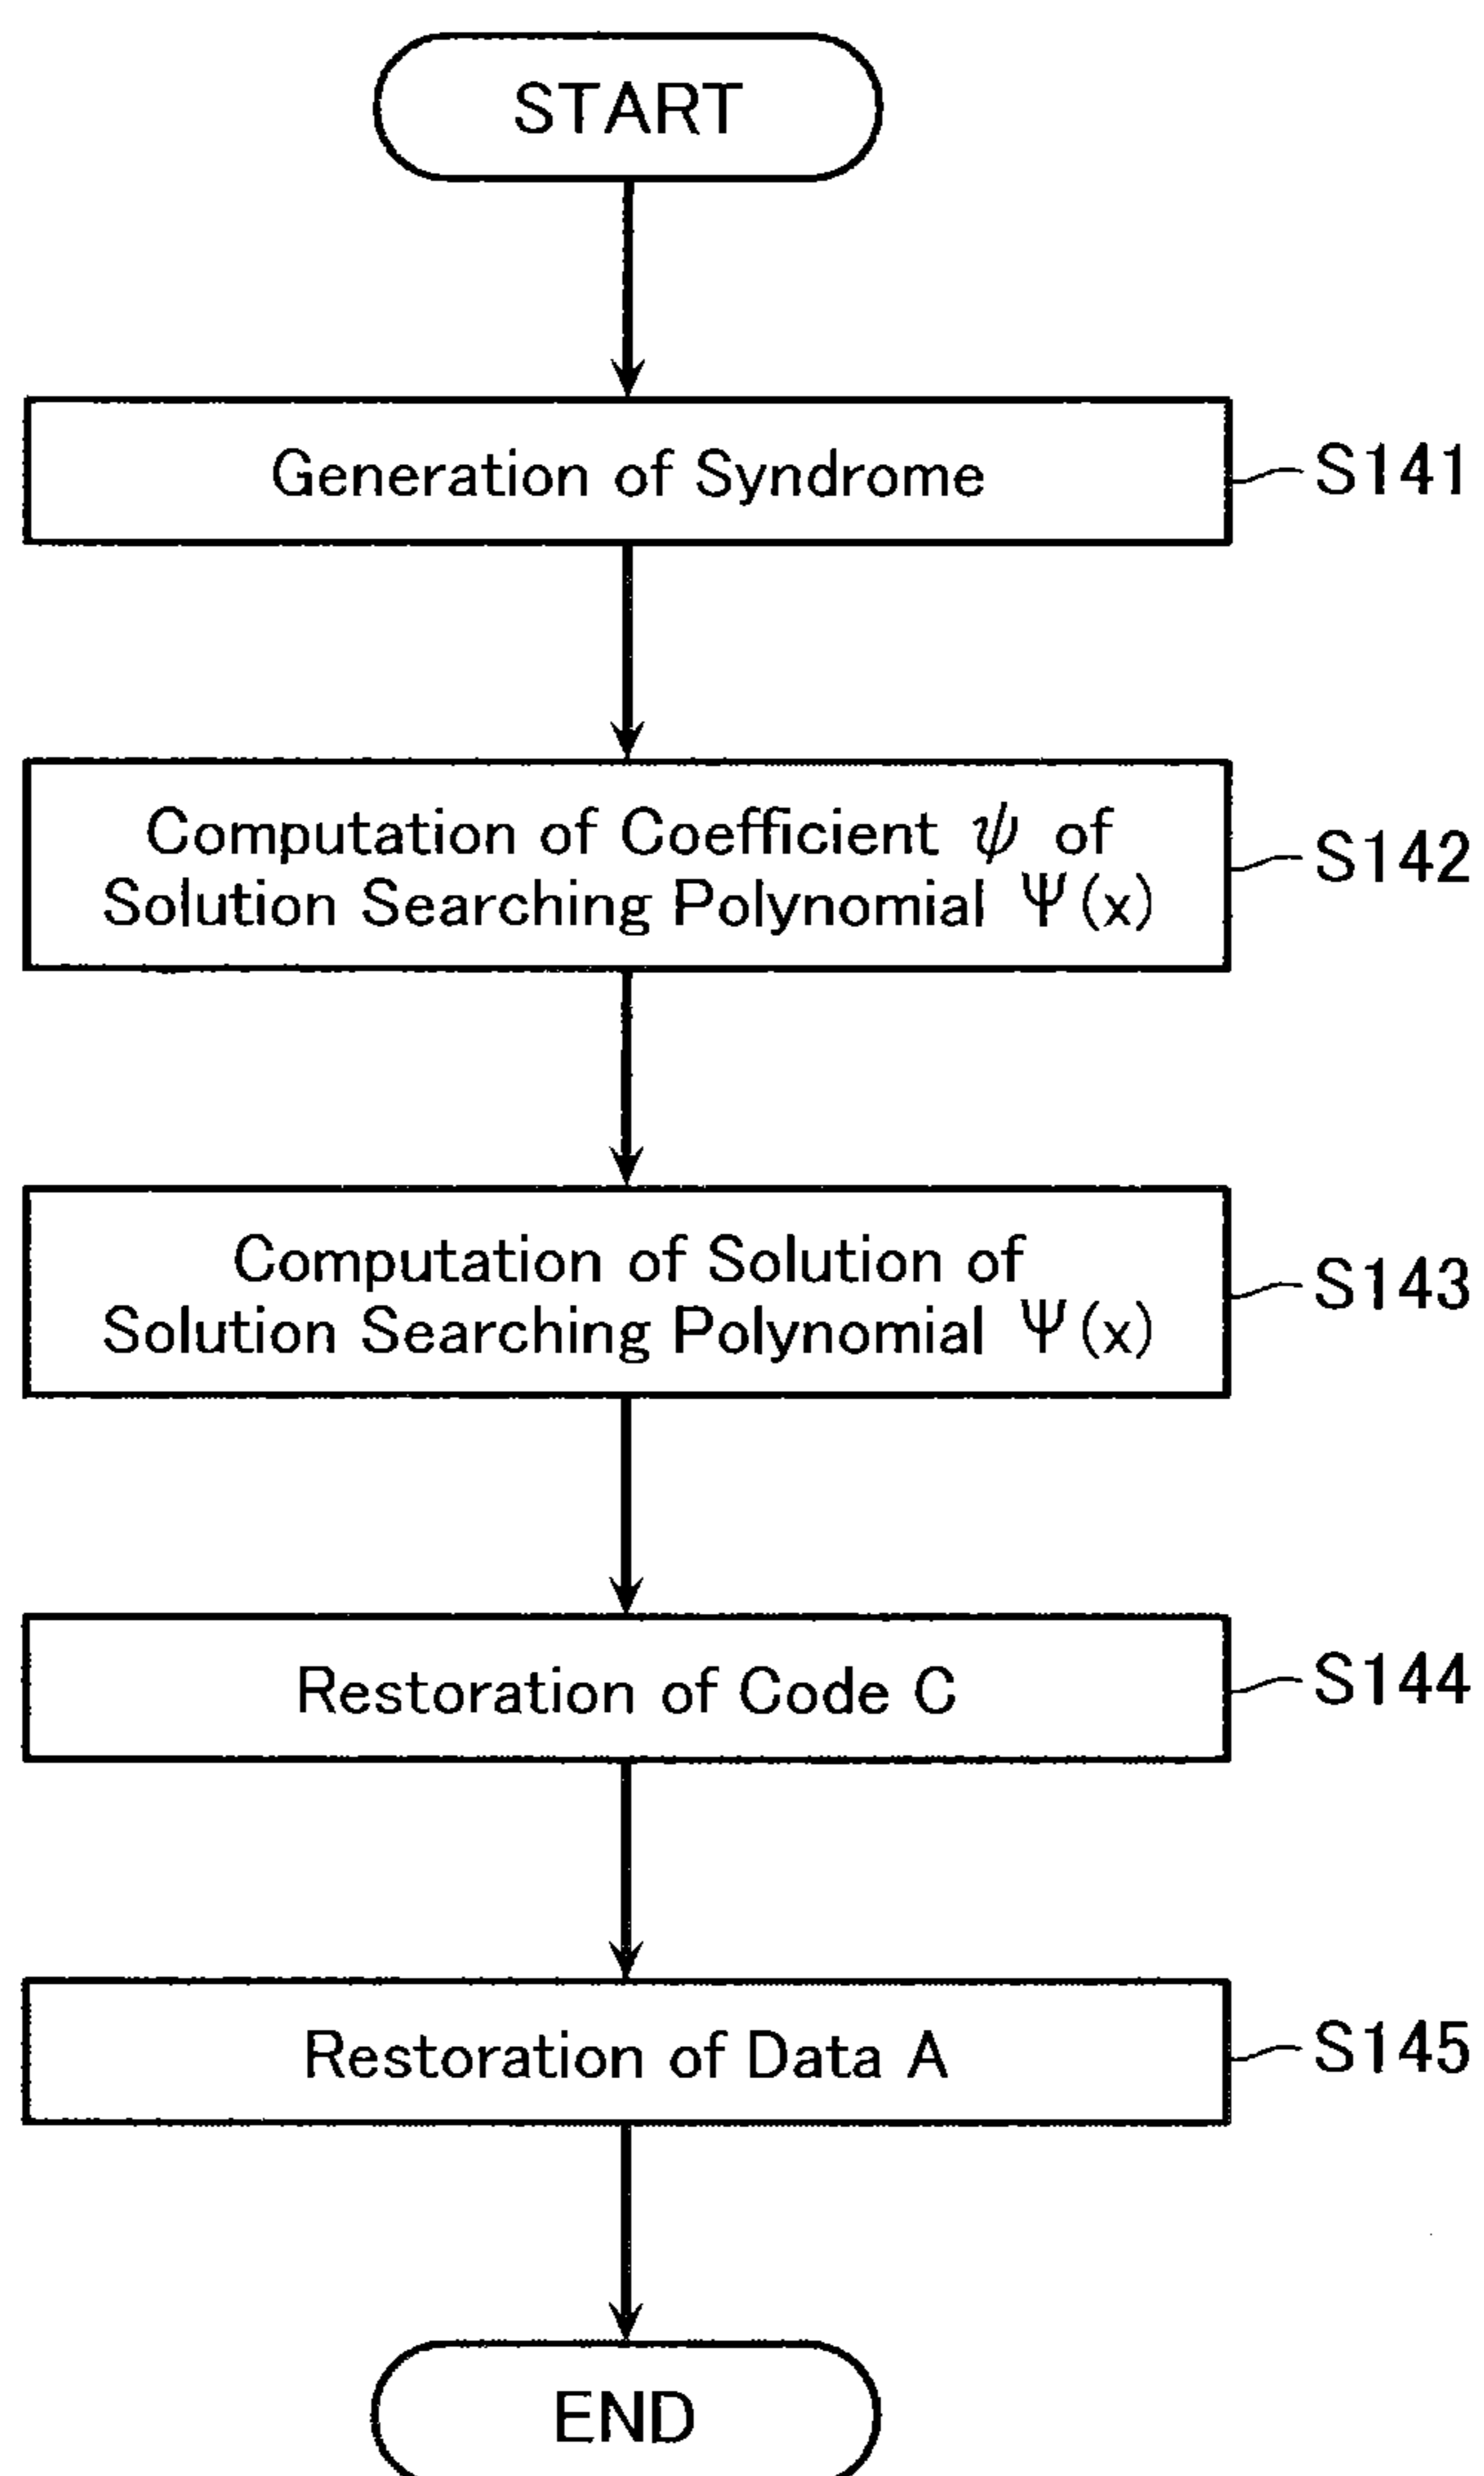 START
Generation of Syndrome
S141
Computation of Coefficient ψ of
Solution Searching Polynomial Ψ(x)
S142
Computation of Solution of
Solution Searching Polynomial Ψ(x)
S143
Restoration of Code C
S144
Restoration of Data A
S145
END